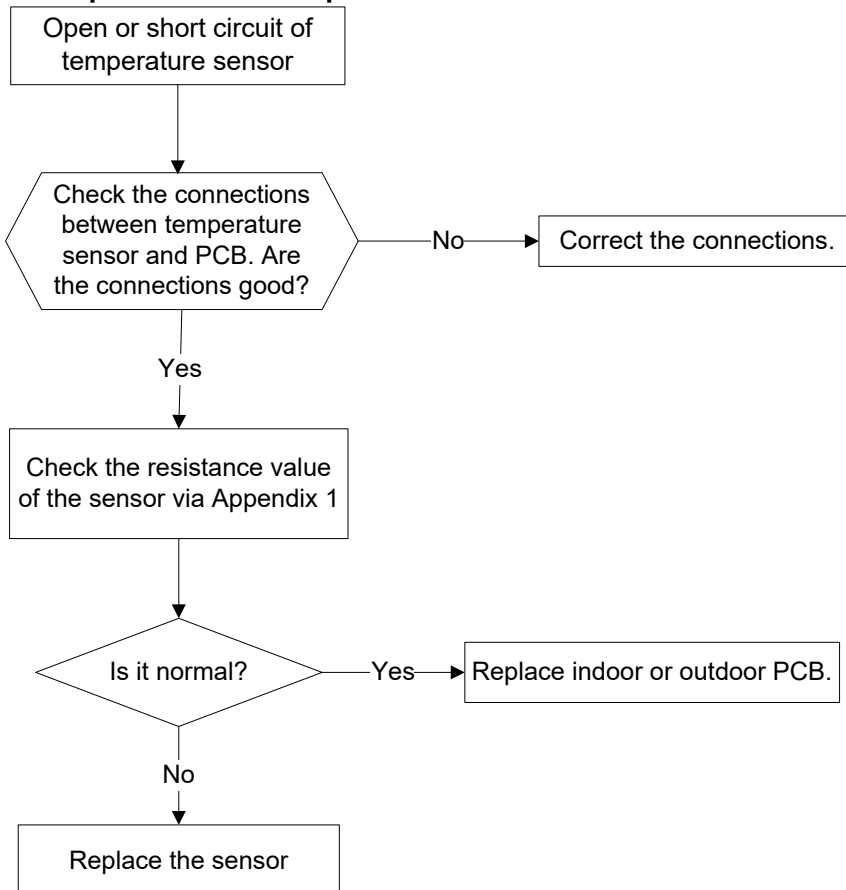 Open or short circuit of
temperature sensor
Check the connections
between temperature
sensor and PCB. Are
the connections good?
No
Correct the connections.
Yes
Check the resistance value
of the sensor via Appendix 1
Is it normal?
Yes
Replace indoor or outdoor PCB.
No
Replace the sensor